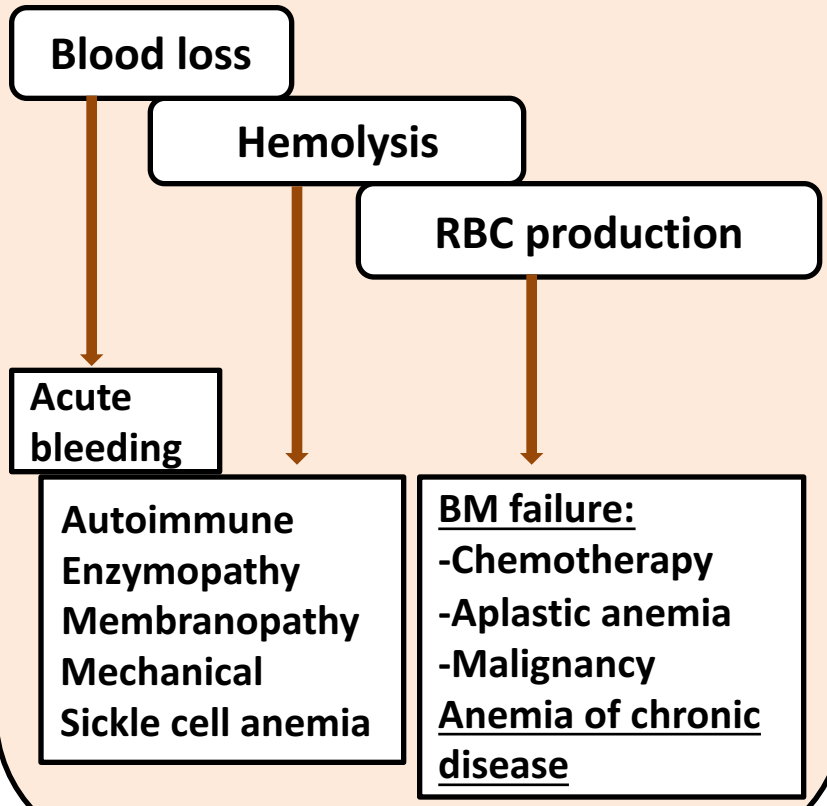 Blood loss
Hemolysis
RBC production
Acute
bleeding
Autoimmune
Enzymopathy
Membranopathy
Mechanical
Sickle cell anemia
BM failure:
-Chemotherapy
-Aplastic anemia
-Malignancy
Anemia of chronic
disease